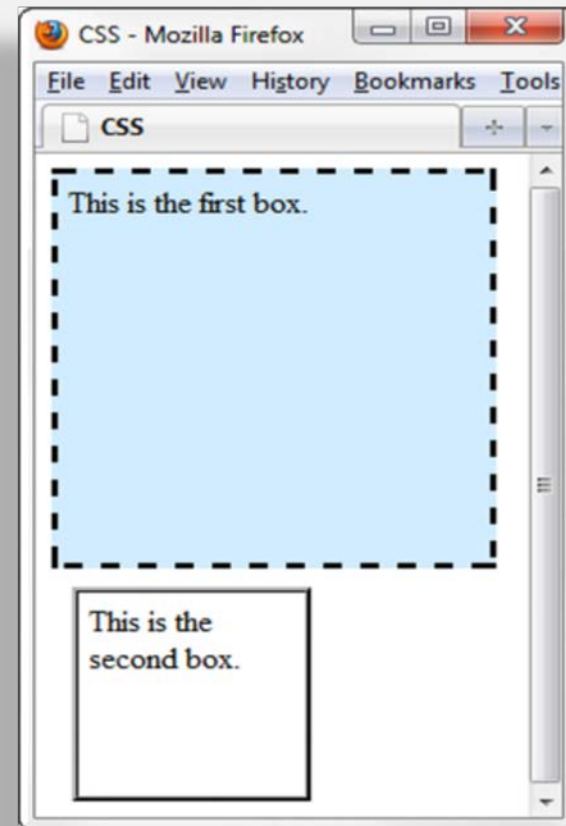 CSS - Mozilla Firefox
File Edit View History Bookmarks Tools
CSS
This is the first box.
This is the
second box.